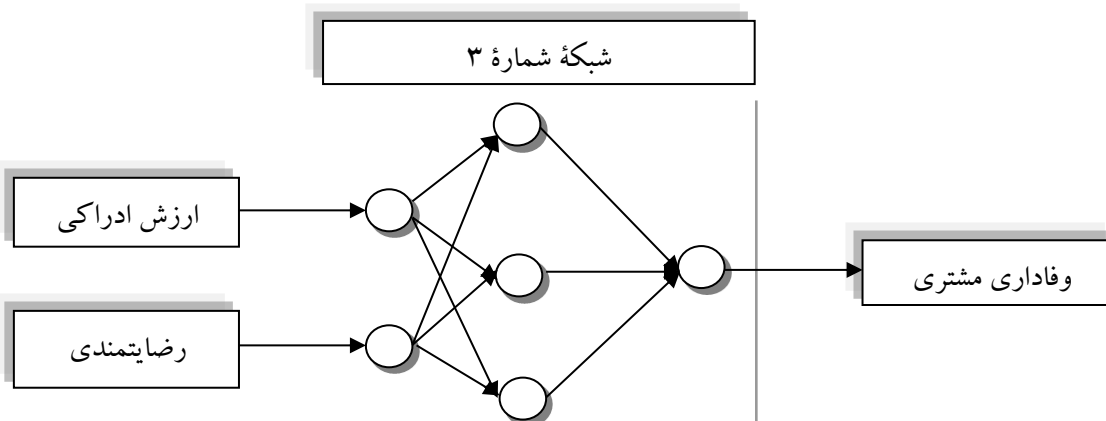 شبکهٔ شمارهٔ ۳
ارزش ادراکی
رضایتمندی
وفاداری مشتری